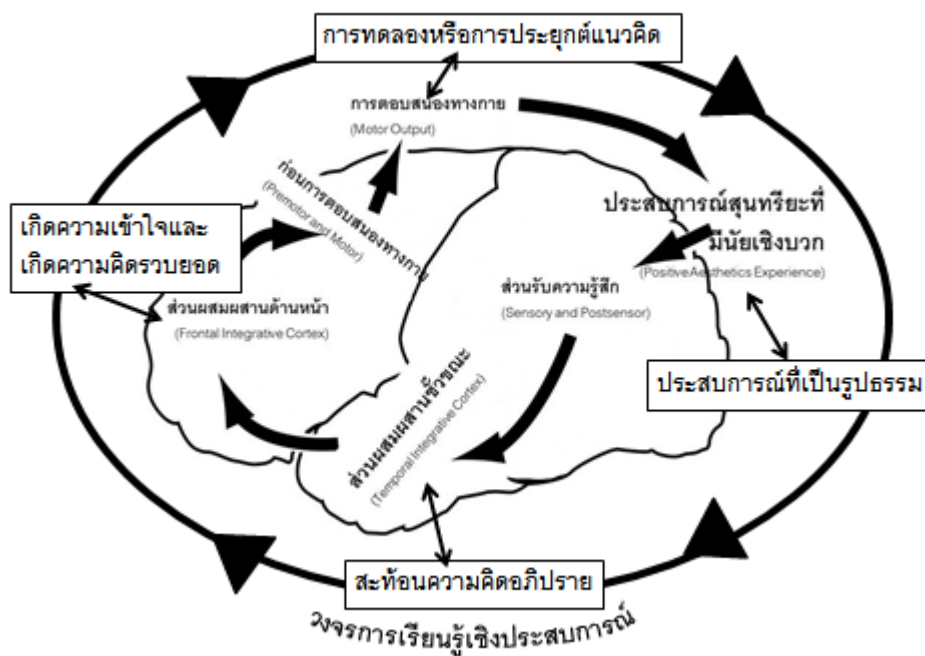 การทดลองหรือการประยุกต์แนวคิด
การตอบสนองทางกาย
(Motor Output)
ก่อนการตอบสนองทางกาย
(Premotor and Motor)
ประสบการณ์สุนทรียะที่
มีนัยเชิงบวก
(Positive Aesthetics Experience)
เกิดความเข้าใจและ
เกิดความคิดรวบยอด
ส่วนรับความรู้สึก
(Sensory and Postsensor)
ส่วนผสมผสานด้านหน้า
(Frontal Integrative Cortex)
ประสบการณ์ที่เป็นรูปธรรม
ส่วนผสมผสานชั่วขณะ
(Temporal Integrative Cortex)
สะท้อนความคิดอภิปราย
วงจรการเรียนรู้เชิงประสบการณ์